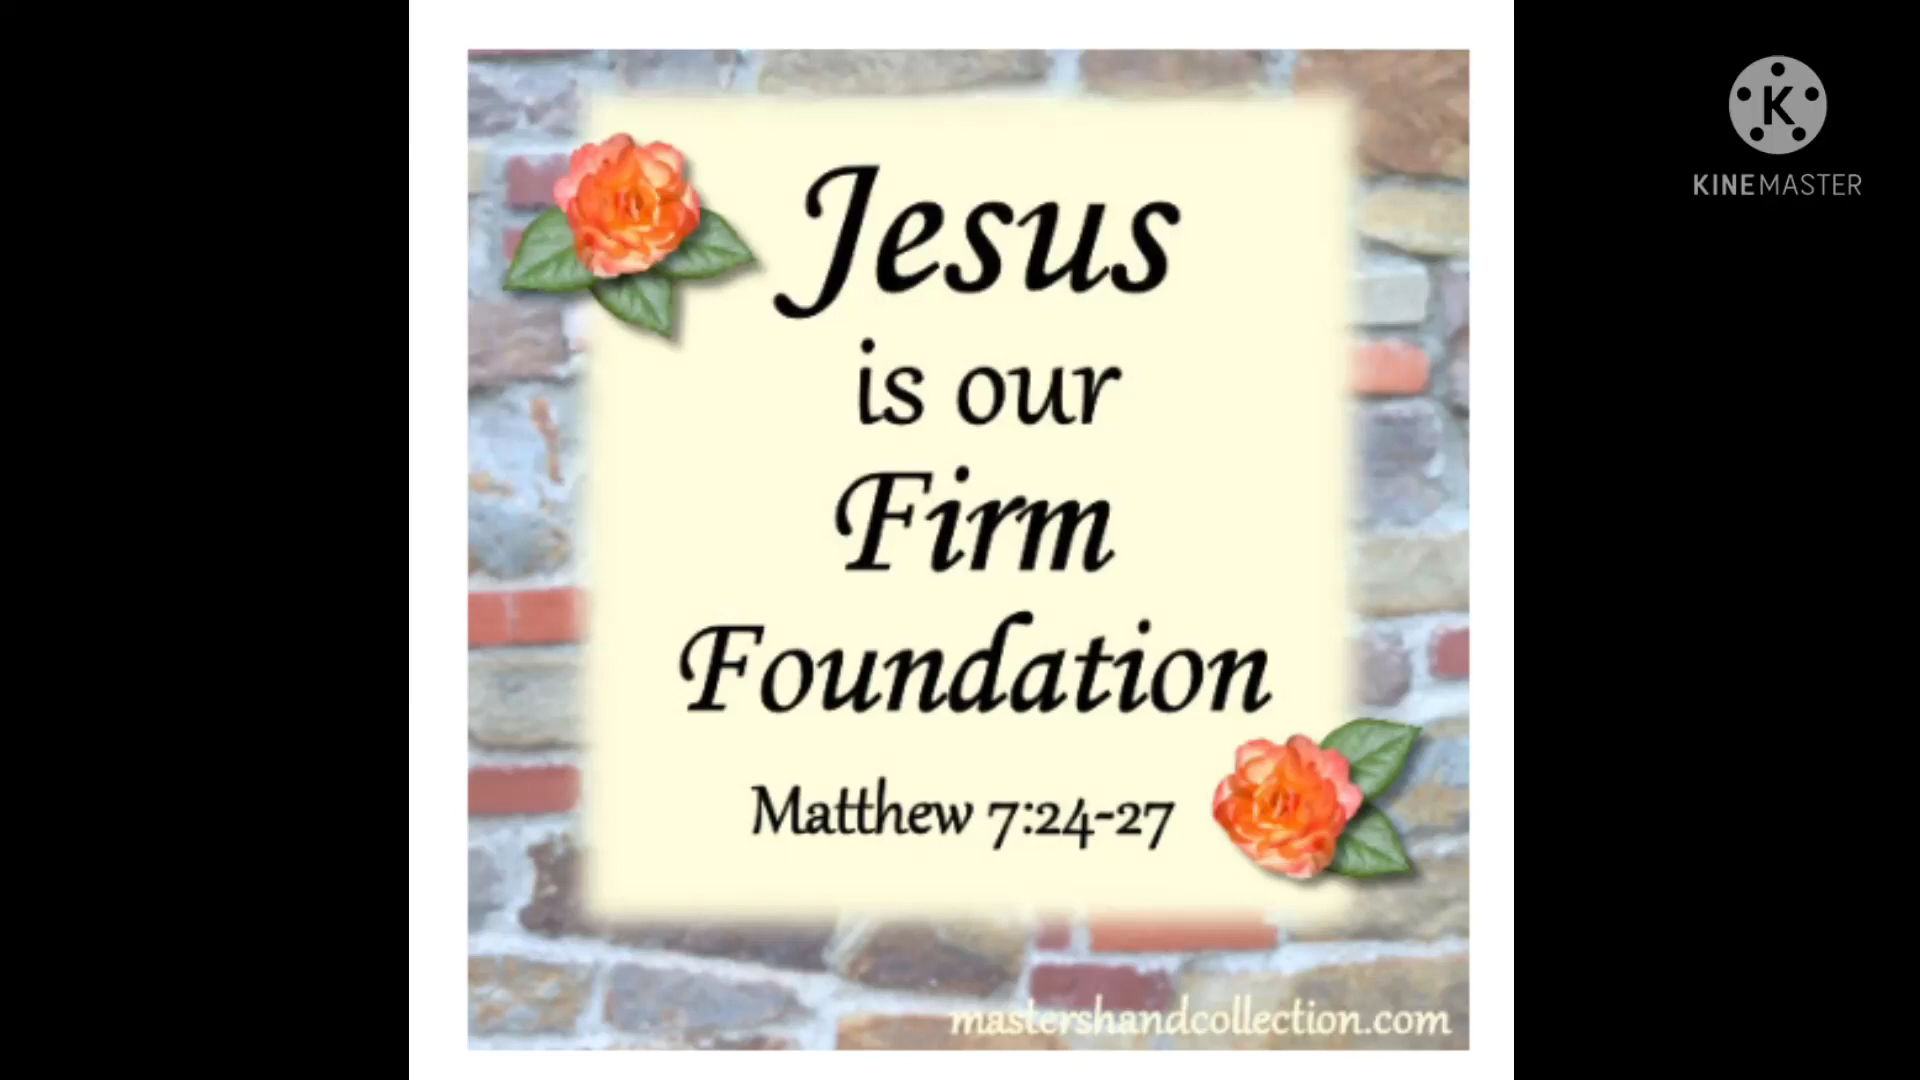 Jesus
is our
Firm
Foundation
Matthew 7:24-27
mastershandcollection.com
K
KINEMASTER